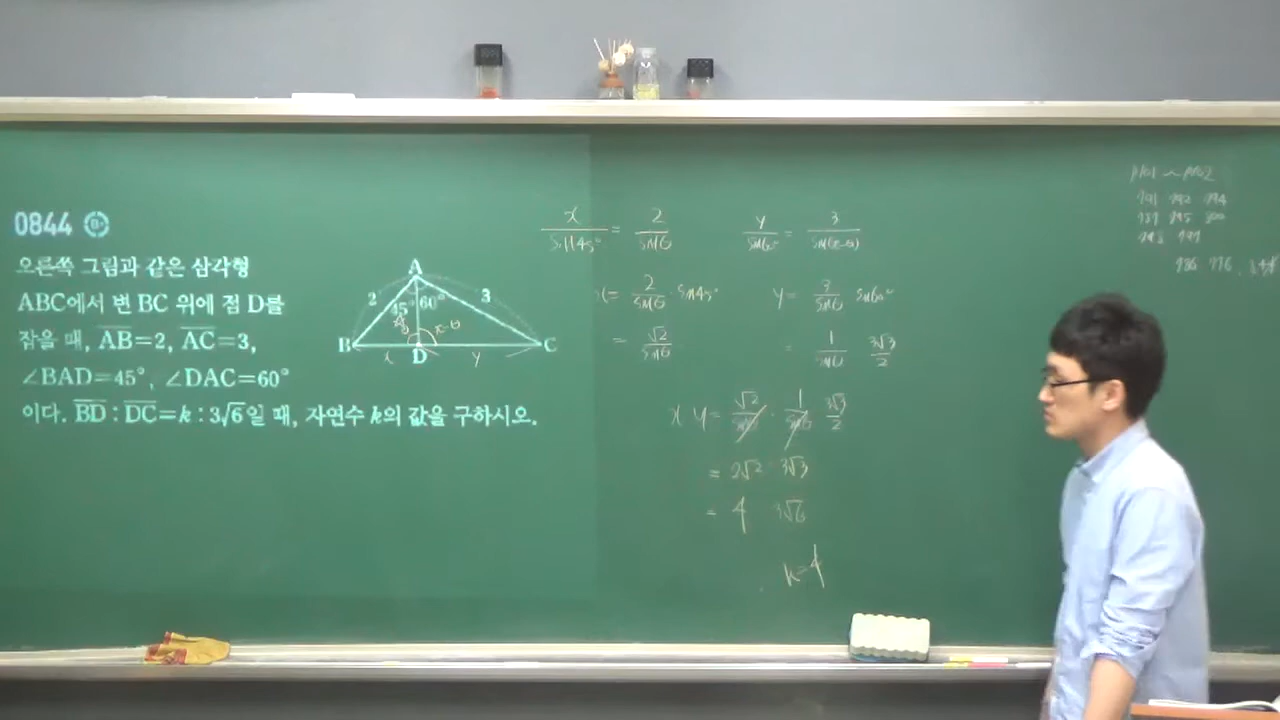 0844
오른쪽 그림과 같은 삼각형
ABC에서 변 BC 위에 점 D를
잡을 때, AB=2, AC=3,
∠BAD=45°, ∠DAC=60°
이다. BD : DC=k : 3√6일 때, 자연수 k의 값을 구하시오.
A
2 45° 60° 3
π-θ
B D C
x y
x/sin45° = 2/sinθ
y/sin60° = 3/sin(π-θ)
x= 2/sinθ · sin45°
= √2/sinθ
y= 3/sinθ sin60°
= 1/sinθ 3√3/2
x y= √2/sinθ · 1/sinθ 3√3/2
= 2√2 3√3
= 4 3√6
k=4